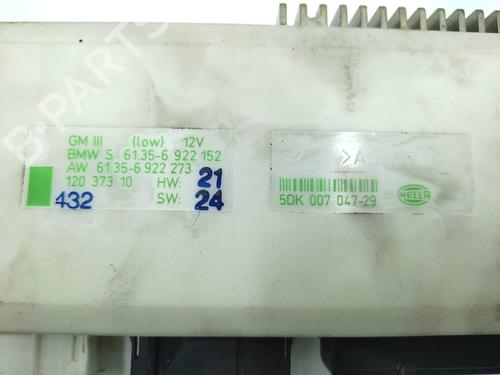 GM III (low) 12V
BMW S 61.35-6 922 152
AW 61.35-6 922 273
120 373 10 HW: 21
432 SW: 24
5DK 007 047-29
HELLA